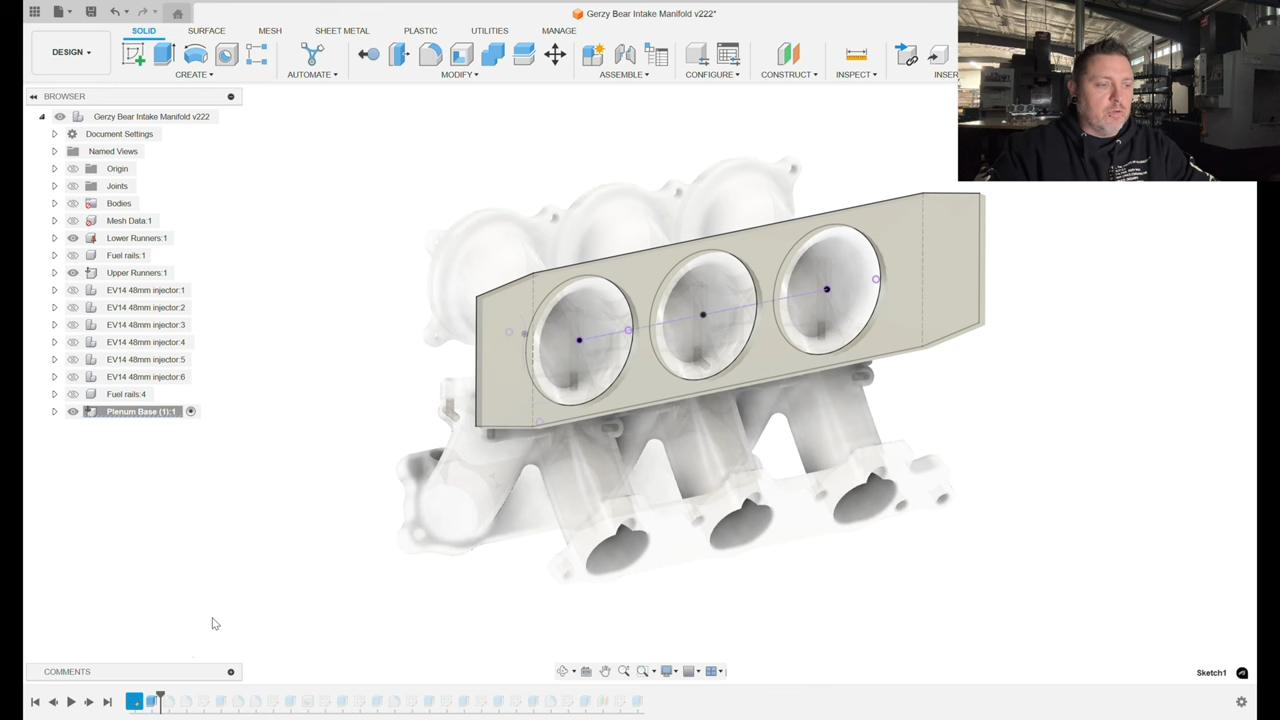 Gerzy Bear Intake Manifold v222*
SOLID SURFACE MESH SHEET METAL PLASTIC UTILITIES MANAGE
DESIGN
CREATE AUTOMATE MODIFY ASSEMBLE CONFIGURE CONSTRUCT INSPECT INSER
BROWSER
Gerzy Bear Intake Manifold v222
Document Settings
Named Views
Origin
Joints
Bodies
Mesh Data:1
Lower Runners:1
Fuel rails:1
Upper Runners:1
EV14 48mm injector:1
EV14 48mm injector:2
EV14 48mm injector:3
EV14 48mm injector:4
EV14 48mm injector:5
EV14 48mm injector:6
Fuel rails:4
Plenum Base (1):1
COMMENTS
Sketch1